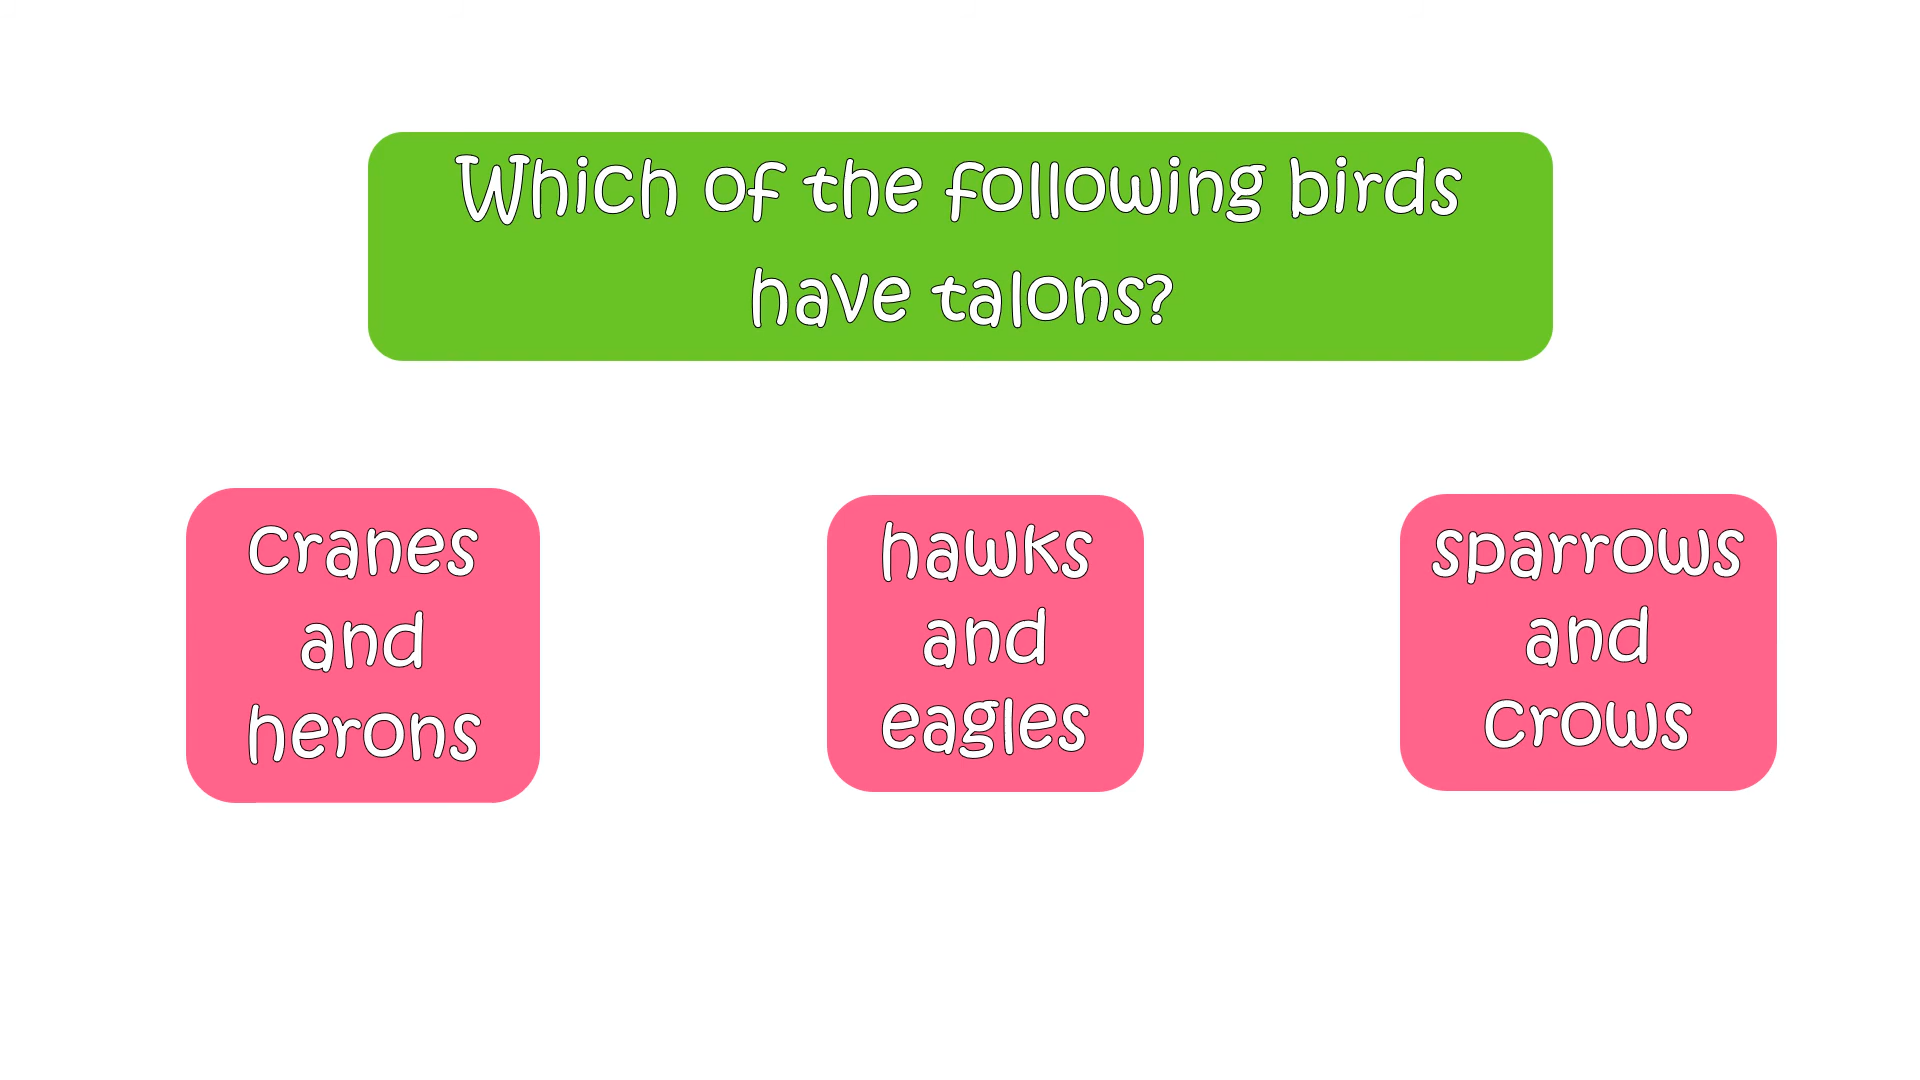 Which of the following birds
have talons?
cranes
and
herons
hawks
and
eagles
sparrows
and
crows